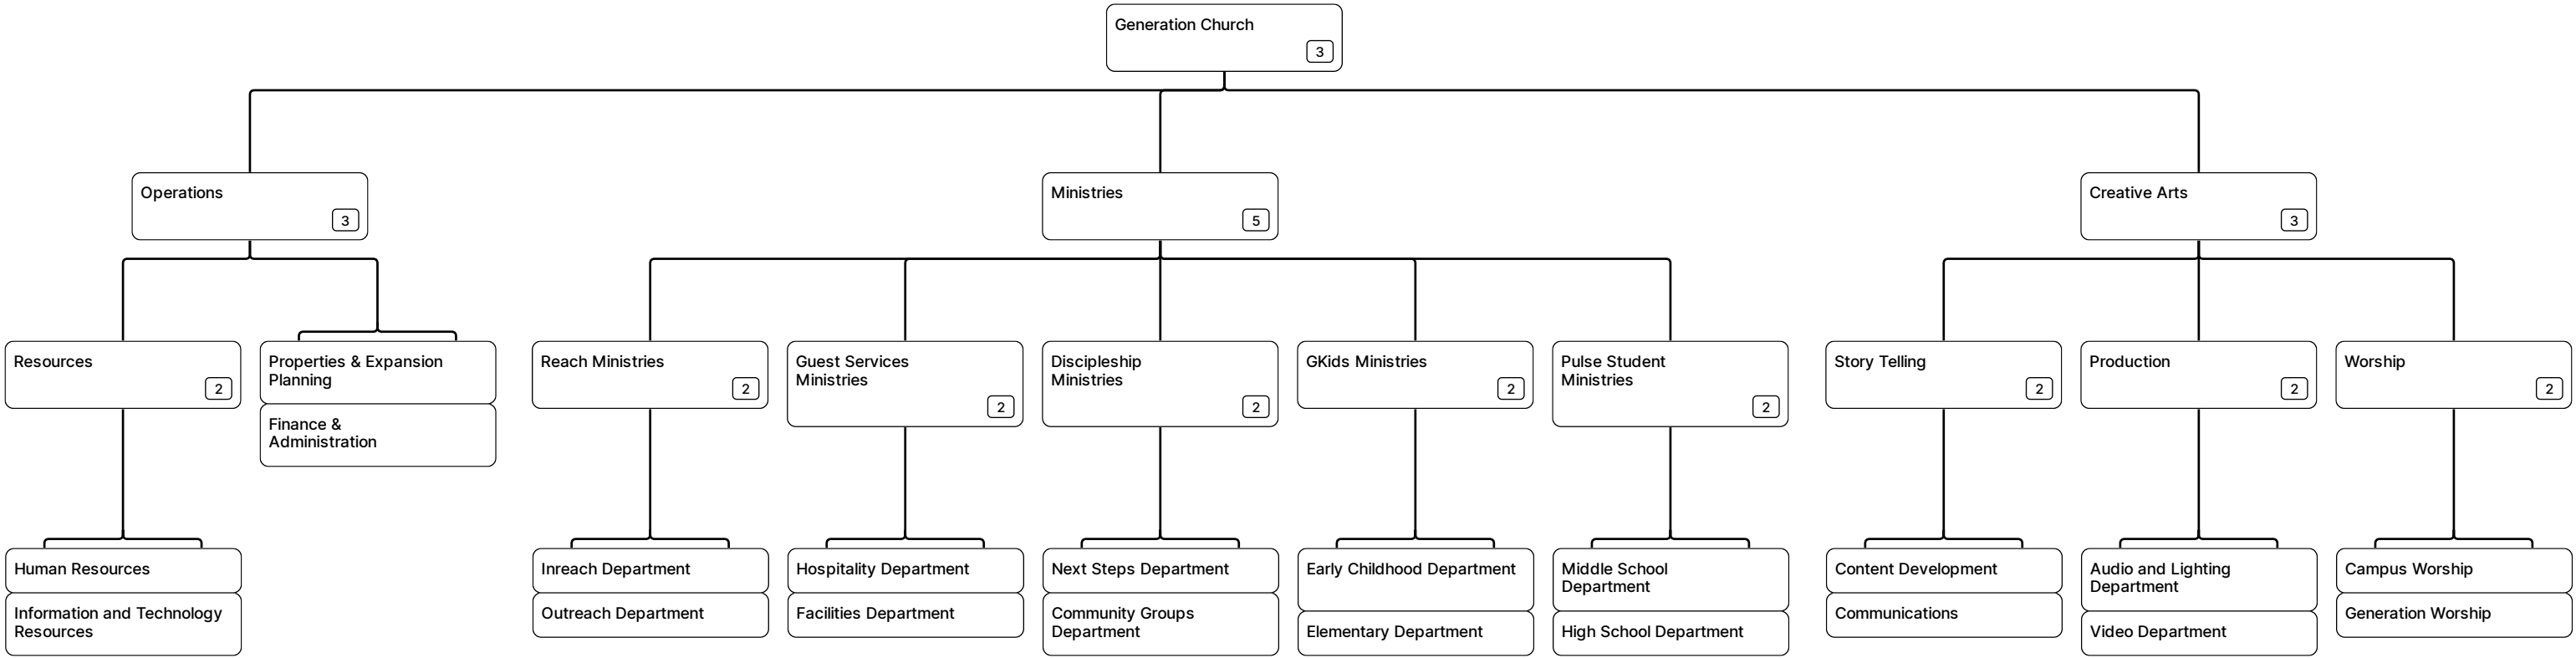 Generation Church
3
Operations
3
Ministries
5
Creative Arts
3
Resources
2
Properties & Expansion
Planning
Finance &
Administration
Reach Ministries
2
Guest Services
Ministries
2
Discipleship
Ministries
2
GKids Ministries
2
Pulse Student
Ministries
2
Story Telling
2
Production
2
Worship
2
Human Resources
Information and Technology
Resources
Inreach Department
Outreach Department
Hospitality Department
Facilities Department
Next Steps Department
Community Groups
Department
Early Childhood Department
Elementary Department
Middle School
Department
High School Department
Content Development
Communications
Audio and Lighting
Department
Video Department
Campus Worship
Generation Worship